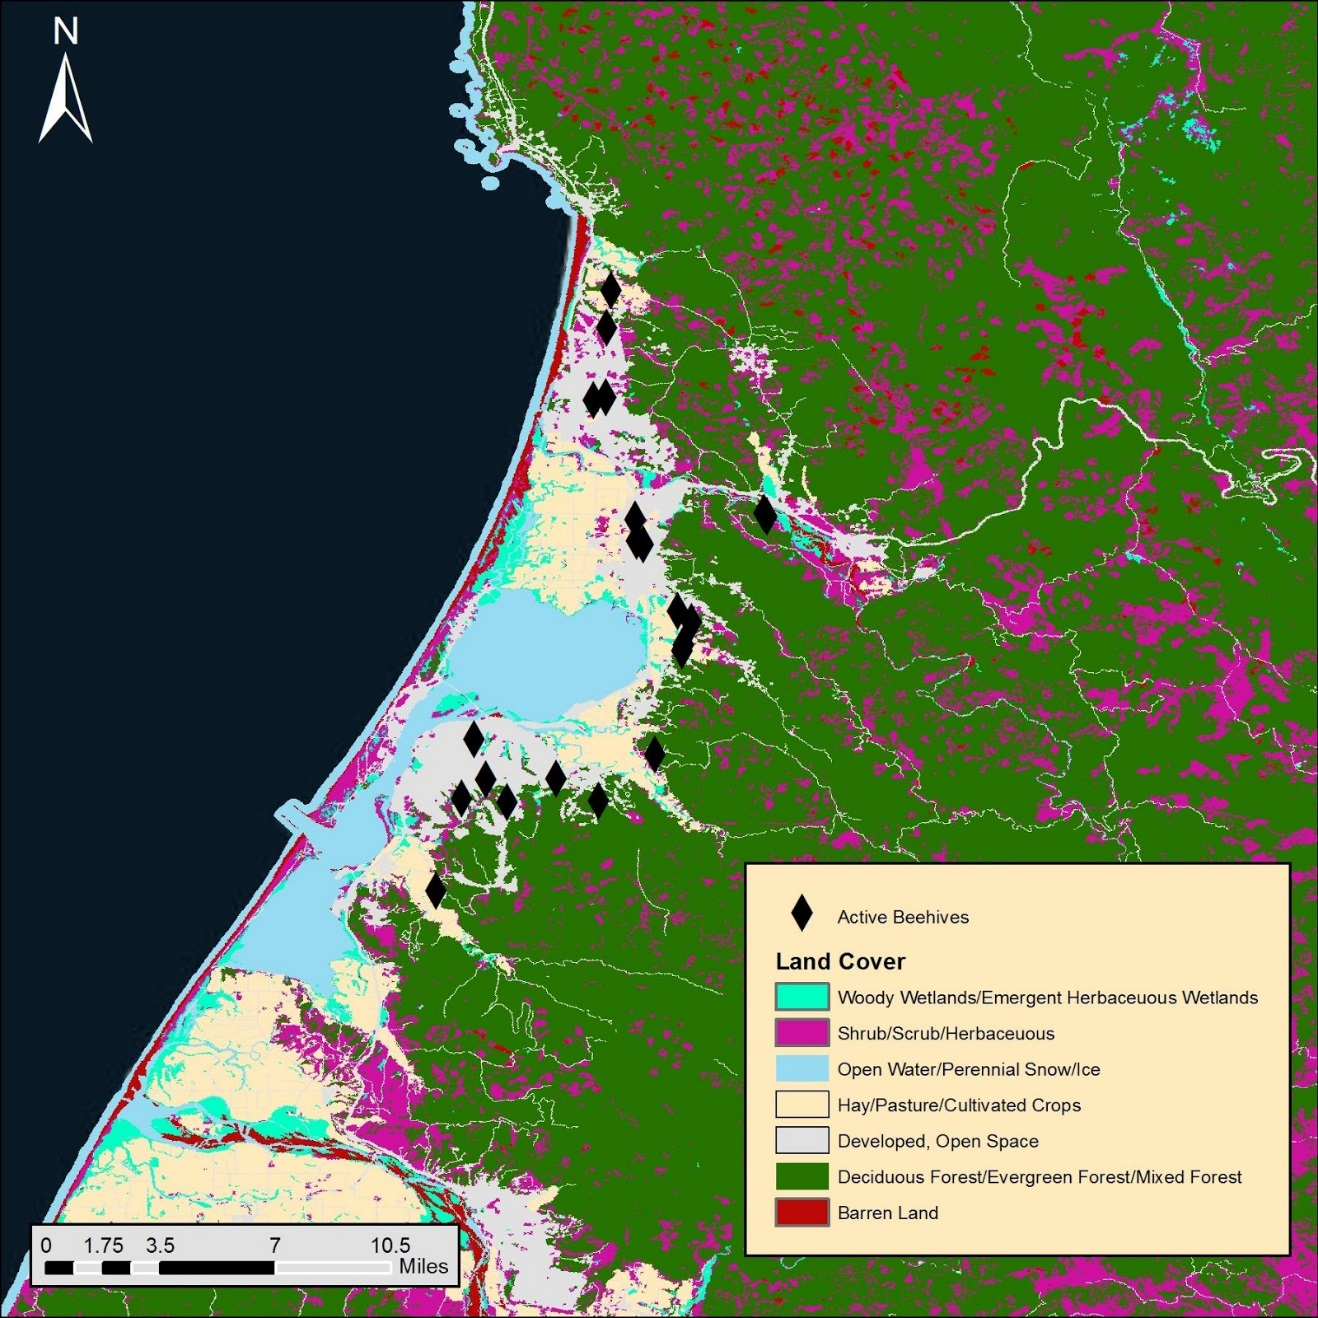 N
Active Beehives
Land Cover
Woody Wetlands/Emergent Herbaceuous Wetlands
Shrub/Scrub/Herbaceuous
Open Water/Perennial Snow/Ice
Hay/Pasture/Cultivated Crops
Developed, Open Space
Deciduous Forest/Evergreen Forest/Mixed Forest
Barren Land
0 1.75 3.5 7 10.5
Miles